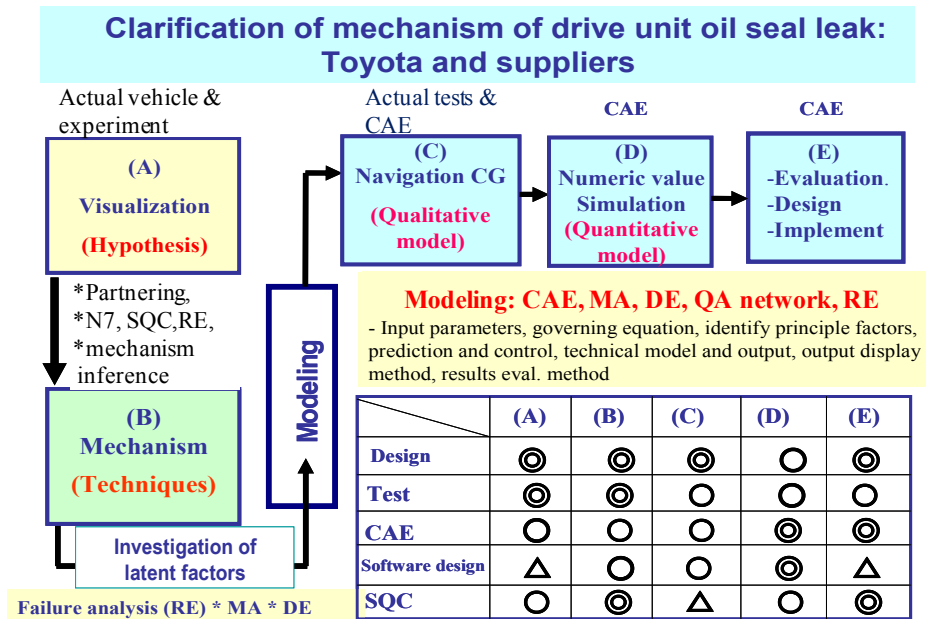 Clarification of mechanism of drive unit oil seal leak:
Toyota and suppliers
Actual vehicle &
experiment
(A)
Visualization
(Hypothesis)
*Partnering,
*N7, SQC,RE,
*mechanism
inference
(B)
Mechanism
(Techniques)
Investigation of
latent factors
Failure analysis (RE) * MA * DE
Modeling
Actual tests &
CAE
(C)
Navigation CG
(Qualitative
model)
CAE
(D)
Numeric value
Simulation
(Quantitative
model)
CAE
(E)
-Evaluation.
-Design
-Implement
Modeling: CAE, MA, DE, QA network, RE
- Input parameters, governing equation, identify principle factors,
prediction and control, technical model and output, output display
method, results eval. method
(A) (B) (C) (D) (E)
Design ◎ ◎ ◎ ○ ◎
Test ◎ ◎ ○ ○ ○
CAE ○ ○ ○ ◎ ◎
Software design △ ○ ○ ◎ △
SQC ○ ◎ △ ○ ◎